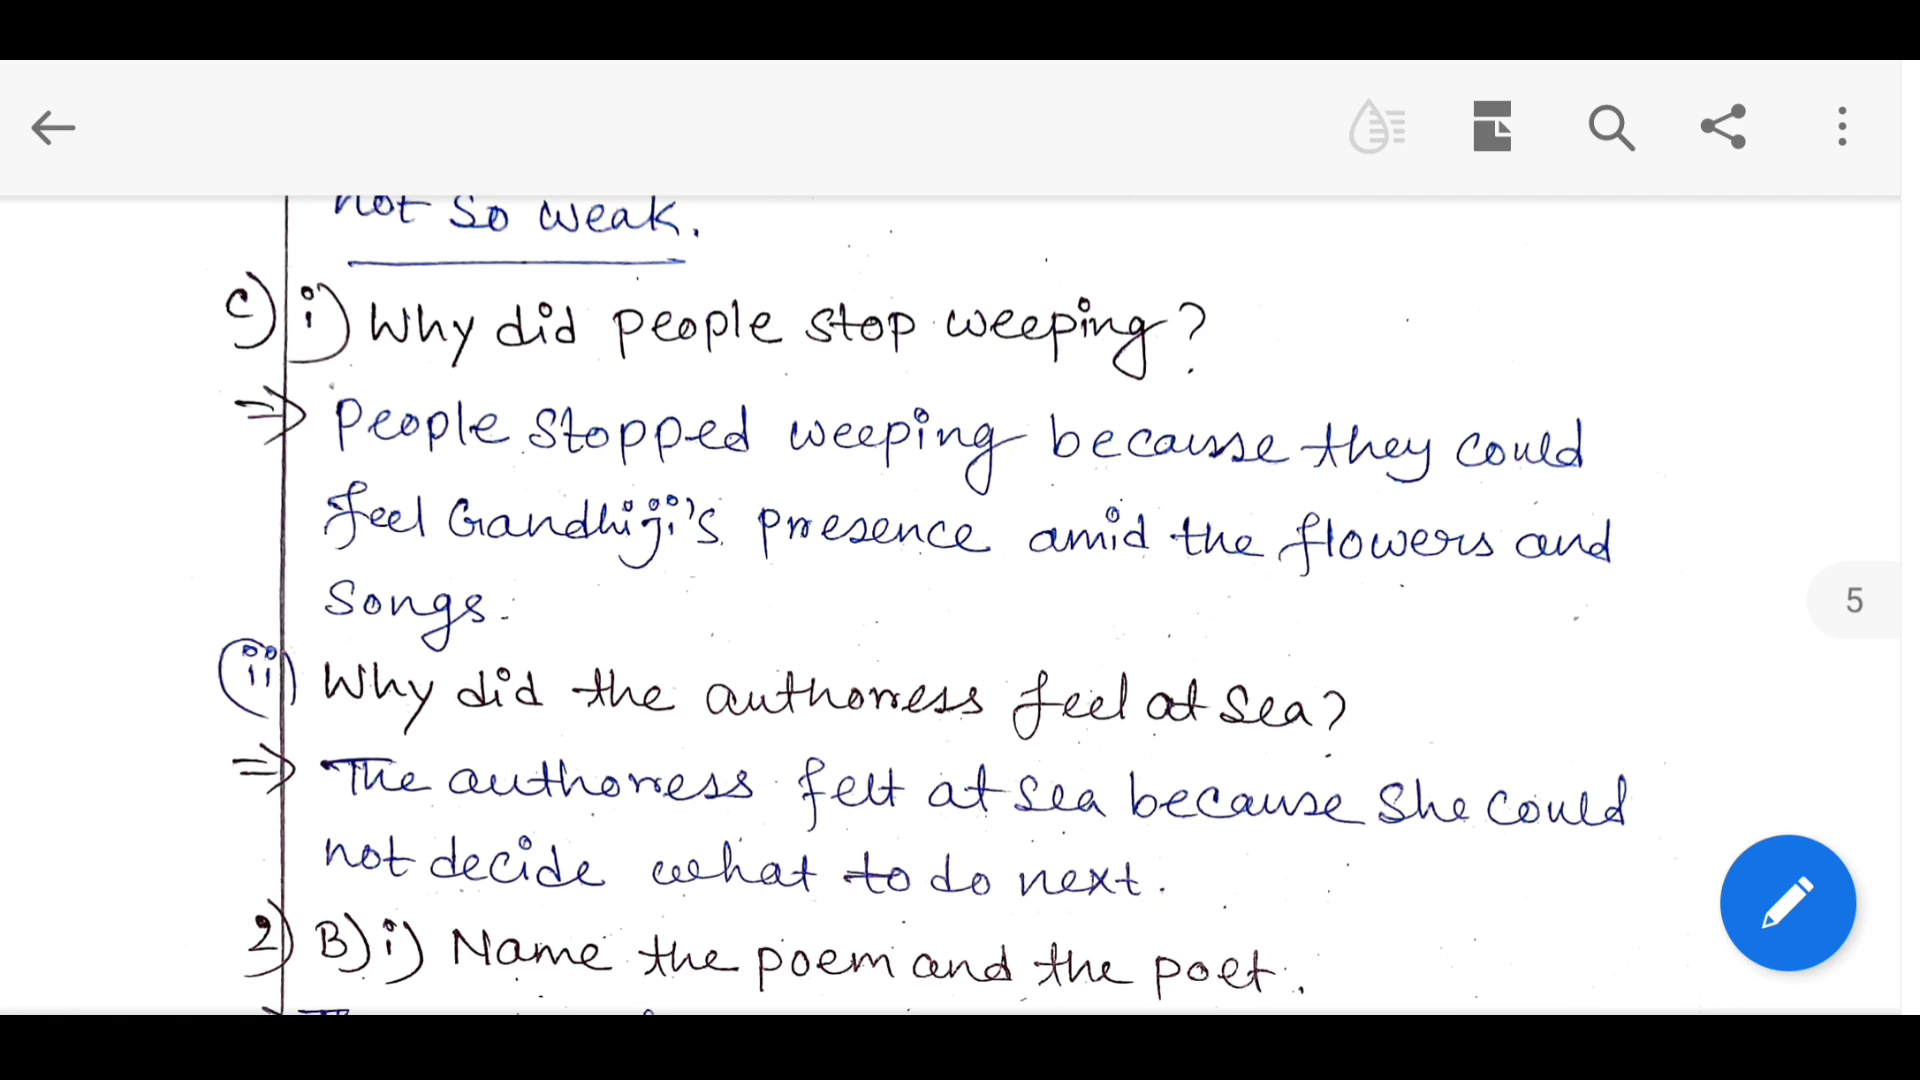 not so weak.
c) i) Why did people stop weeping?
⇒ People stopped weeping because they could
feel Gandhiji's presence amid the flowers and
songs.
(ii) Why did the authoress feel at sea?
⇒ The authoress felt at sea because she could
not decide what to do next.
2) B) i) Name the poem and the poet.
5